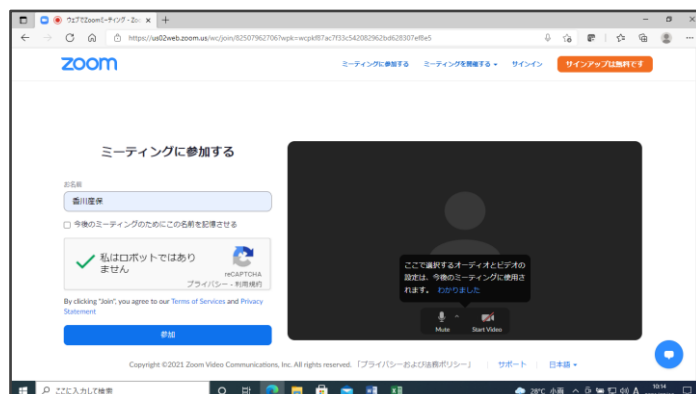 ウェブでZoomミーティング - Zoo
https://us02web.zoom.us/wc/join/82507962706?wpk=wcpkf87ac7f33c542082962bd628307ef8e5
zoom
ミーティングに参加する ミーティングを開催する サインイン サインアップは無料です
ミーティングに参加する
お名前
香川産保
今後のミーティングのためにこの名前を記憶させる
私はロボットではあり
ません
reCAPTCHA
プライバシー - 利用規約
By clicking "Join", you agree to our Terms of Services and Privacy
Statement
参加
ここで選択するオーディオとビデオの
設定は、今後のミーティングに使用さ
れます。 わかりました
Mute Start Video
Copyright ©2021 Zoom Video Communications, Inc. All rights reserved. 「プライバシーおよび法務ポリシー」 サポート 日本語
ここに入力して検索
28°C 小雨 A 10:14